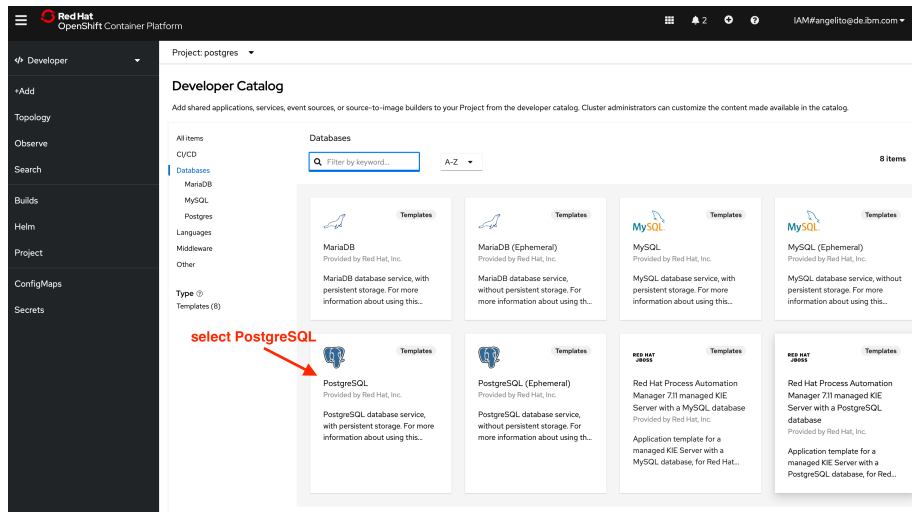 Red Hat
OpenShift Container Platform
2
IAM#angelito@de.ibm.com
Developer
Project: postgres
+Add
Topology
Observe
Search
Builds
Helm
Project
ConfigMaps
Secrets
Developer Catalog
Add shared applications, services, event sources, or source-to-image builders to your Project from the developer catalog. Cluster administrators can customize the content made available in the catalog.
All items
CI/CD
Databases
MariaDB
MySQL
Postgres
Languages
Middleware
Other
Type
Templates (8)
Databases
Filter by keyword...
A-Z
8 items
Templates
MariaDB
Provided by Red Hat, Inc.
MariaDB database service, with
persistent storage. For more
information about using this...
Templates
MariaDB (Ephemeral)
Provided by Red Hat, Inc.
MariaDB database service,
without persistent storage. For
more information about using this...
MySQL
Templates
MySQL
Provided by Red Hat, Inc.
MySQL database service, with
persistent storage. For more
information about using this...
MySQL
Templates
MySQL (Ephemeral)
Provided by Red Hat, Inc.
MySQL database service, without
persistent storage. For more
information about using this...
select PostgreSQL
Templates
PostgreSQL
Provided by Red Hat, Inc.
PostgreSQL database service,
with persistent storage. For more
information about using this...
Templates
PostgreSQL (Ephemeral)
Provided by Red Hat, Inc.
PostgreSQL database service,
without persistent storage. For
more information about using th...
RED HAT
JBOSS
Templates
Red Hat Process Automation
Manager 7.11 managed KIE
Server with a MySQL database
Provided by Red Hat, Inc.
Application template for a
managed KIE Server with a
MySQL database, for Red Hat...
RED HAT
JBOSS
Templates
Red Hat Process Automation
Manager 7.11 managed KIE
Server with a PostgreSQL
database
Provided by Red Hat, Inc.
Application template for a
managed KIE Server with a
PostgreSQL database, for Red...